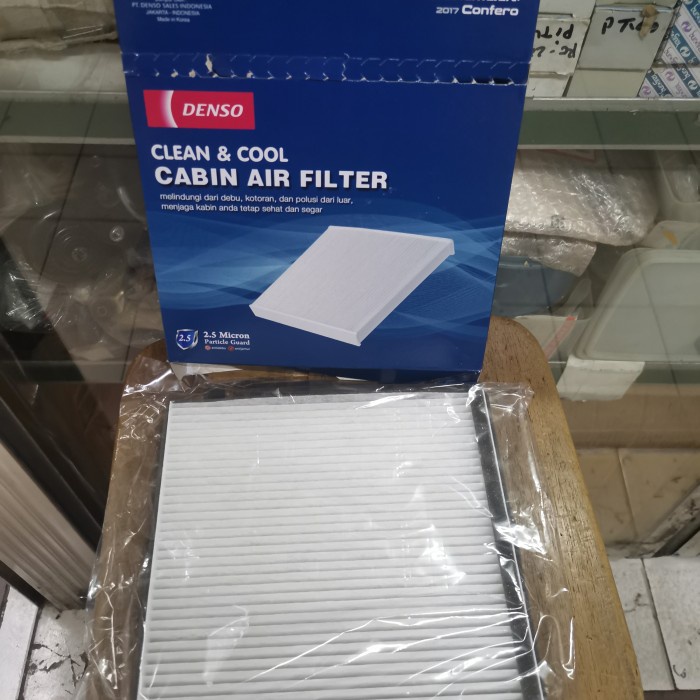 PT. DENSO SALES INDONESIA
JAKARTA - INDONESIA
Made in Korea
2017 Confero
DENSO
CLEAN & COOL
CABIN AIR FILTER
melindungi dari debu, kotoran, dan polusi dari luar,
menjaga kabin anda tetap sehat dan segar
2.5
2.5 Micron
Particle Guard